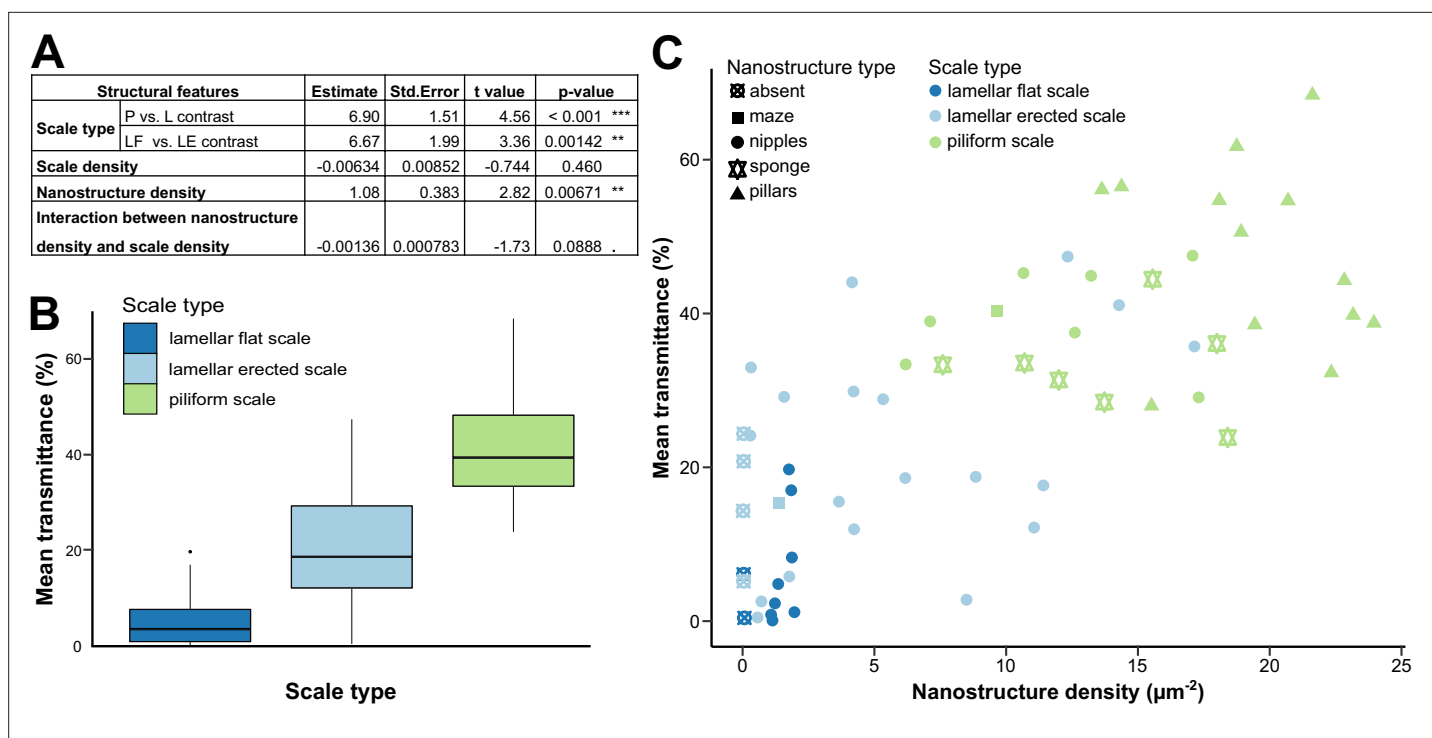 A
Structural features Estimate Std.Error t value p-value
Scale type P vs. L contrast 6.90 1.51 4.56 < 0.001 ***
LF vs. LE contrast 6.67 1.99 3.36 0.00142 **
Scale density -0.00634 0.00852 -0.744 0.460
Nanostructure density 1.08 0.383 2.82 0.00671 **
Interaction between nanostructure
density and scale density -0.00136 0.000783 -1.73 0.0888 .
B
Scale type
lamellar flat scale
lamellar erected scale
piliform scale
Mean transmittance (%)
60
40
20
0
Scale type
C
Nanostructure type
absent
maze
nipples
sponge
pillars
Scale type
lamellar flat scale
lamellar erected scale
piliform scale
Mean transmittance (%)
60
40
20
0
0 5 10 15 20 25
Nanostructure density (µm⁻²)